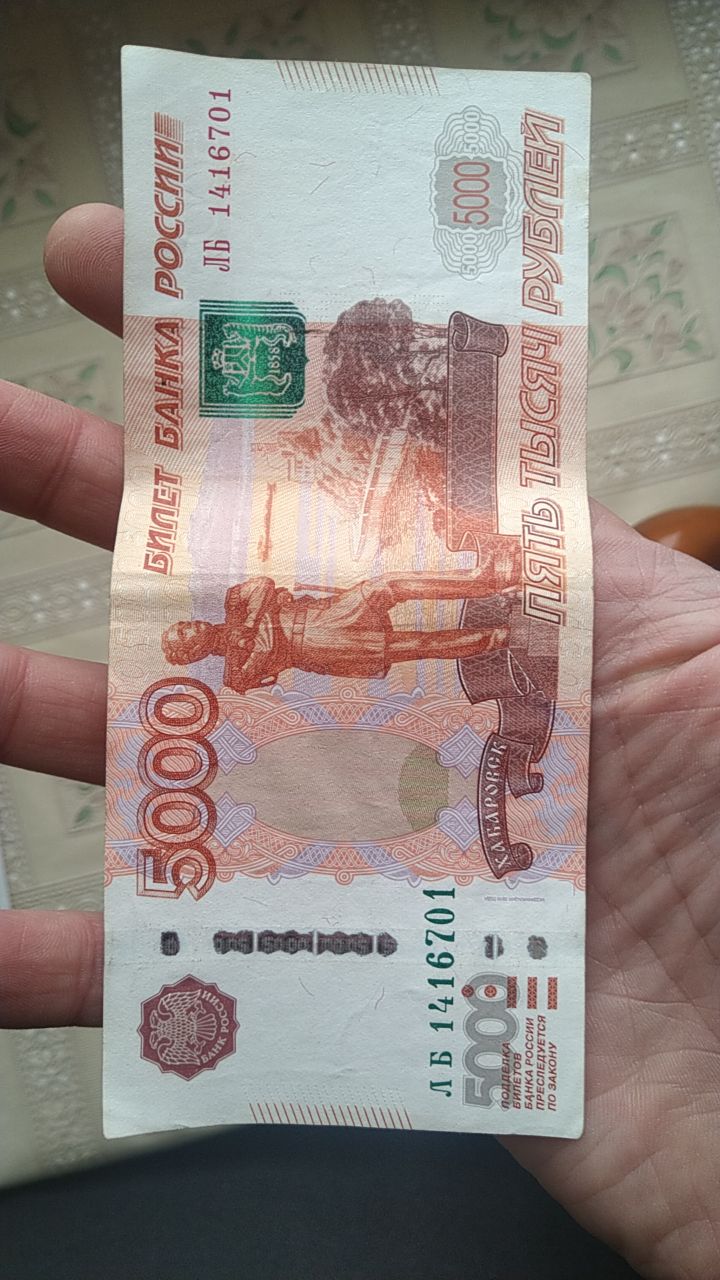 5000
БИЛЕТ БАНКА РОССИИ
БАНК РОССИИ
ЛБ 1416701
1858
ЛБ 1416701
5000
ПОДДЕЛКА
БИЛЕТОВ
БАНКА РОССИИ
ПРЕСЛЕДУЕТСЯ
ПО ЗАКОНУ
ХАБАРОВСК
5000 5000 5000
ПЯТЬ ТЫСЯЧ РУБЛЕЙ